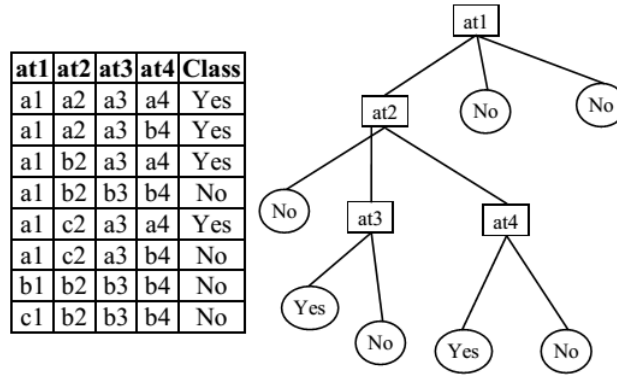 at1 at2 at3 at4 Class
a1 a2 a3 a4 Yes
a1 a2 a3 b4 Yes
a1 b2 a3 a4 Yes
a1 b2 b3 b4 No
a1 c2 a3 a4 Yes
a1 c2 a3 b4 No
b1 b2 b3 b4 No
c1 b2 b3 b4 No
at1
at2 No No
No at3 at4
Yes No Yes No